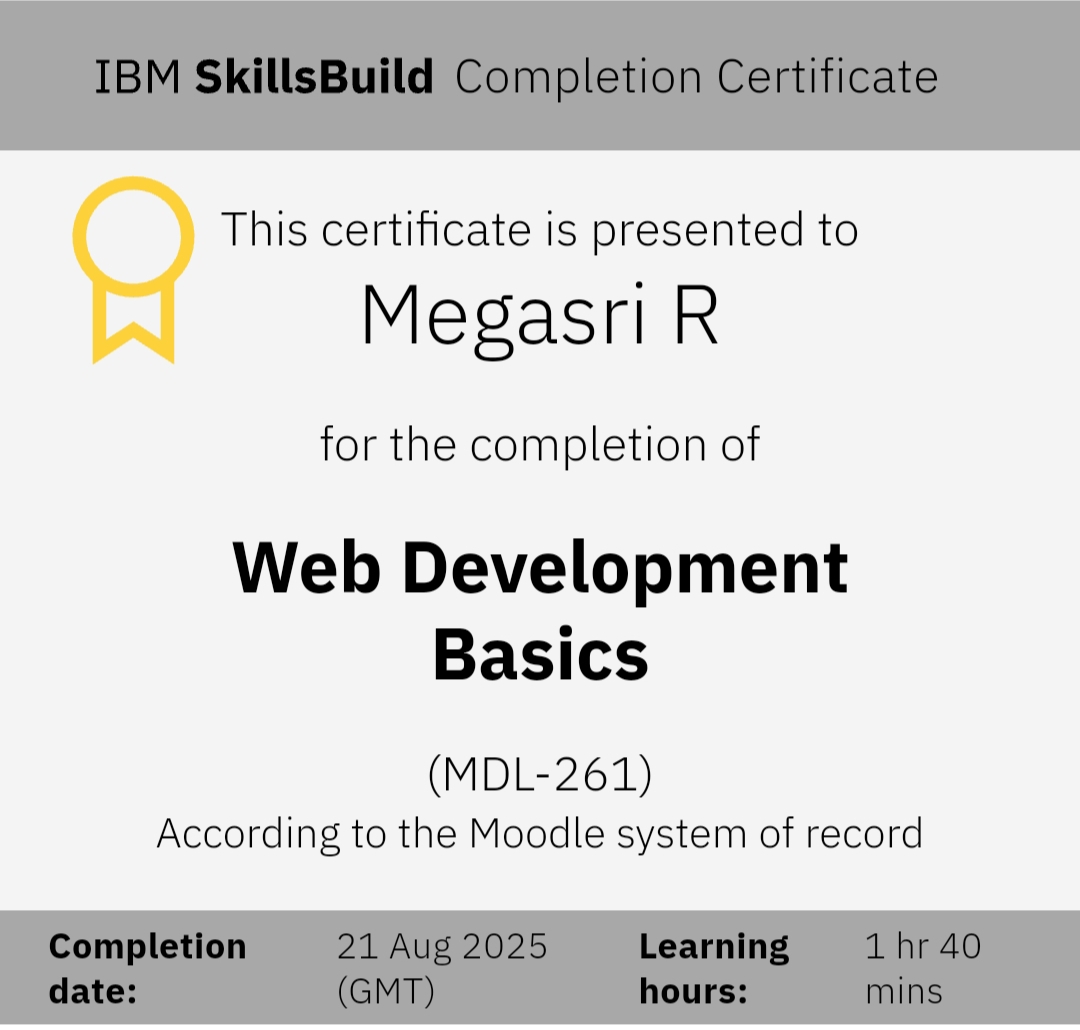 IBM SkillsBuild Completion Certificate
This certificate is presented to
Megasri R
for the completion of
Web Development
Basics
(MDL-261)
According to the Moodle system of record
Completion date:
21 Aug 2025 (GMT)
Learning hours:
1 hr 40 mins